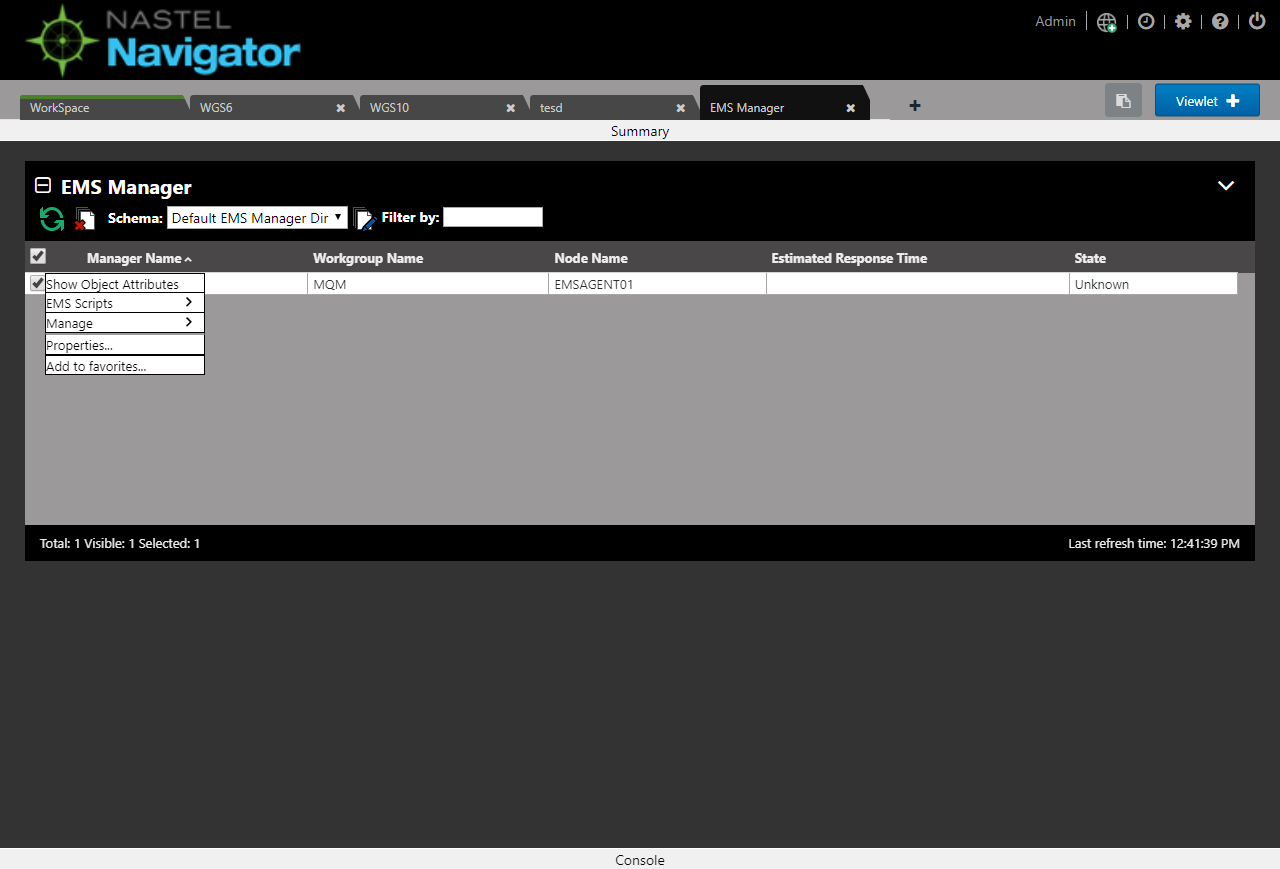 NASTEL
Navigator
Admin
WorkSpace
WGS6
WGS10
tesd
EMS Manager
Viewlet
Summary
EMS Manager
Schema: Default EMS Manager Dir Filter by:
Manager Name Workgroup Name Node Name Estimated Response Time State
MQM EMSAGENT01 Unknown
Show Object Attributes
EMS Scripts
Manage
Properties...
Add to favorites...
Total: 1 Visible: 1 Selected: 1
Last refresh time: 12:41:39 PM
Console